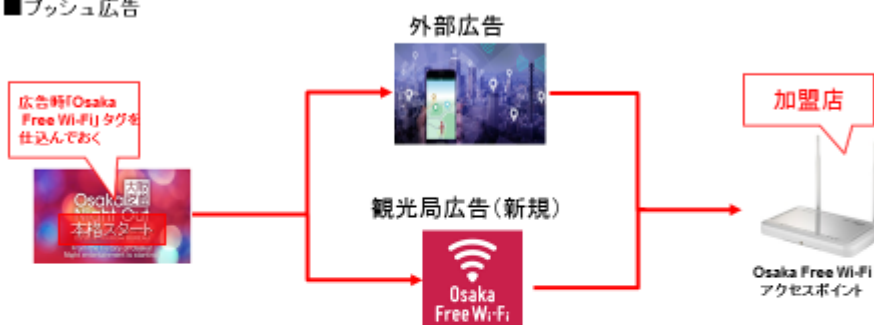 ■プッシュ広告
外部広告
広告時「Osaka
Free Wi-Fi」タグを
仕込んでおく
加盟店
Osaka
Night Out
本格スタート
観光局広告(新規)
Osaka
Free Wi-Fi
Osaka Free Wi-Fi
アクセスポイント